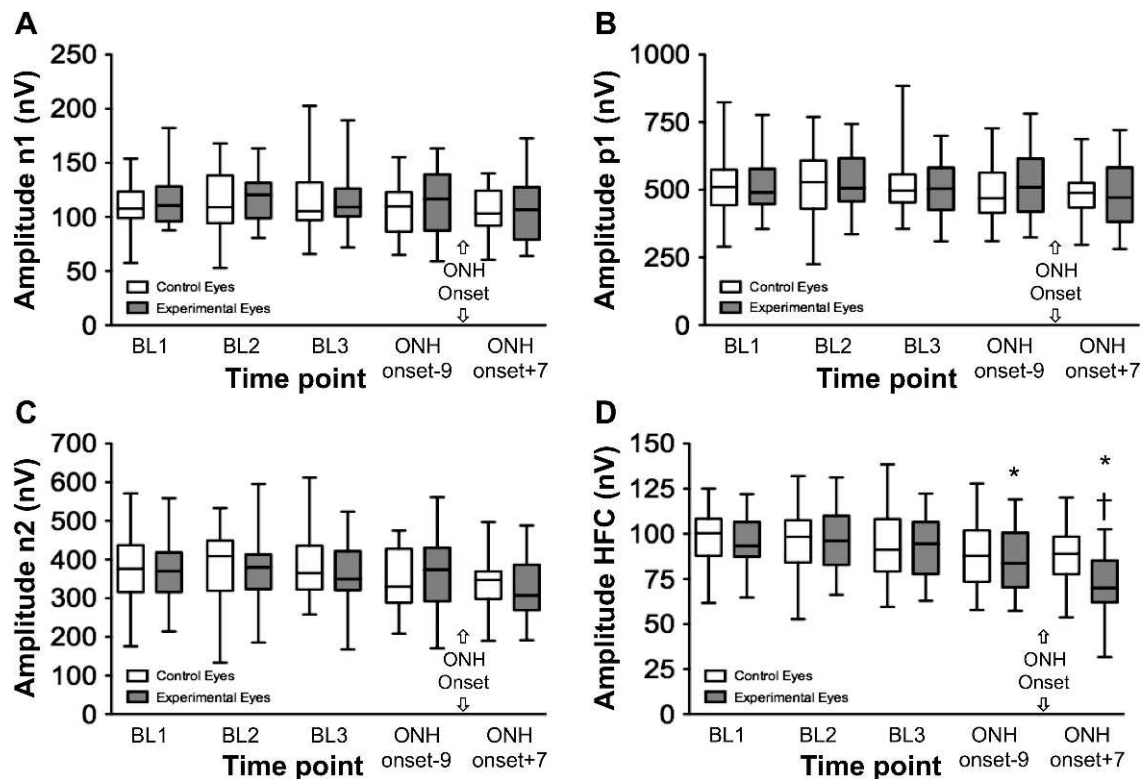 A
Amplitude n1 (nV)
250
200
150
100
50
0
ONH
Onset
Control Eyes
Experimental Eyes
BL1 BL2 BL3 ONH onset-9 ONH onset+7
Time point
B
Amplitude p1 (nV)
1000
750
500
250
0
ONH
Onset
Control Eyes
Experimental Eyes
BL1 BL2 BL3 ONH onset-9 ONH onset+7
Time point
C
Amplitude n2 (nV)
700
600
500
400
300
200
100
0
ONH
Onset
Control Eyes
Experimental Eyes
BL1 BL2 BL3 ONH onset-9 ONH onset+7
Time point
D
Amplitude HFC (nV)
150
125
100
75
50
25
0
* *
†
ONH
Onset
Control Eyes
Experimental Eyes
BL1 BL2 BL3 ONH onset-9 ONH onset+7
Time point